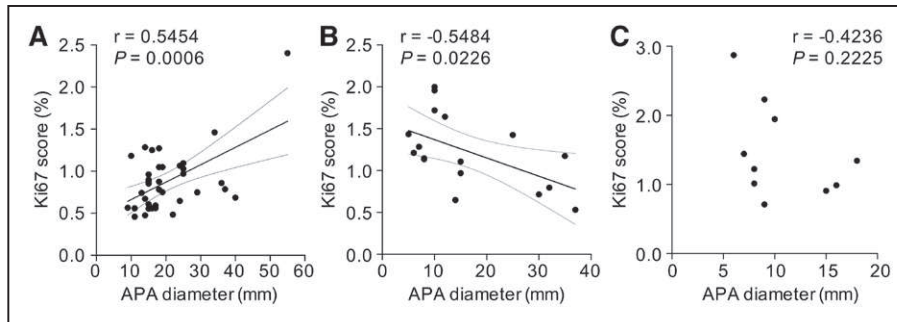 A
r = 0.5454
P = 0.0006
Ki67 score (%)
2.5
2.0
1.5
1.0
0.5
0.0
0 10 20 30 40 50 60
APA diameter (mm)
B
r = -0.5484
P = 0.0226
Ki67 score (%)
2.5
2.0
1.5
1.0
0.5
0.0
0 10 20 30 40
APA diameter (mm)
C
r = -0.4236
P = 0.2225
Ki67 score (%)
3.0
2.0
1.0
0.0
0 5 10 15 20
APA diameter (mm)